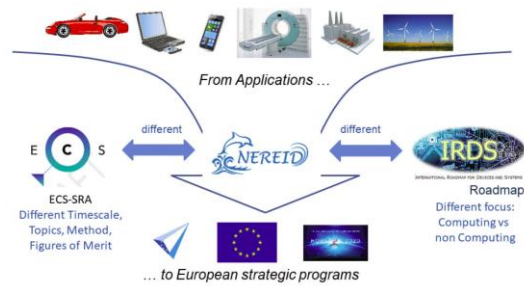 From Applications ...
different
different
E C S
NEREID
IRDS
INTERNATIONAL ROADMAP FOR DEVICES AND SYSTEMS
ECS-SRA
Different Timescale,
Topics, Method,
Figures of Merit
Roadmap
Different focus:
Computing vs
non Computing
... to European strategic programs